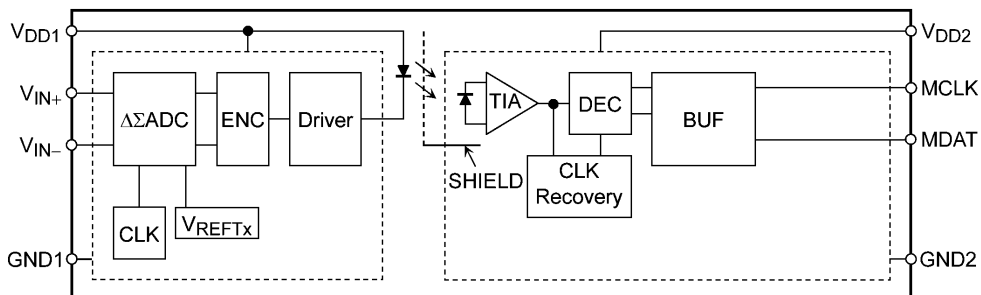 VDD1
VDD2
VIN+
VIN−
ΔΣADC
ENC
Driver
TIA
DEC
BUF
MCLK
MDAT
CLK
VREFTx
SHIELD
CLK
Recovery
GND1
GND2